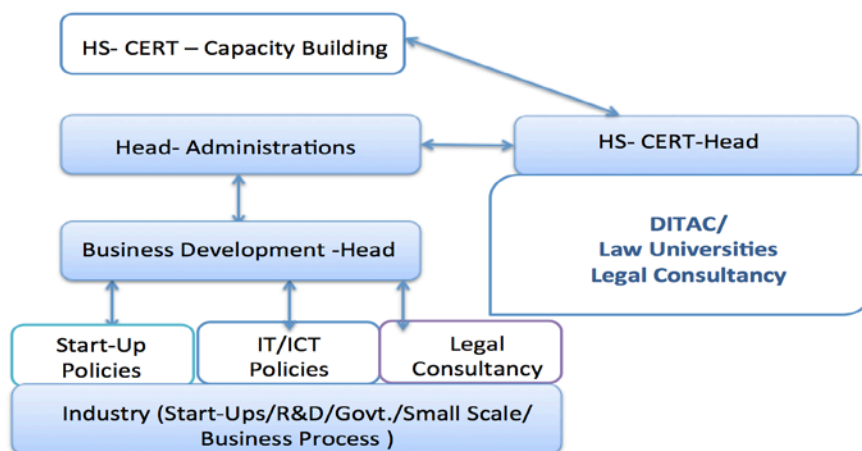 HS- CERT – Capacity Building
Head- Administrations
HS- CERT-Head
DITAC/
Law Universities
Legal Consultancy
Business Development -Head
Start-Up
Policies
IT/ICT
Policies
Legal
Consultancy
Industry (Start-Ups/R&D/Govt./Small Scale/
Business Process )